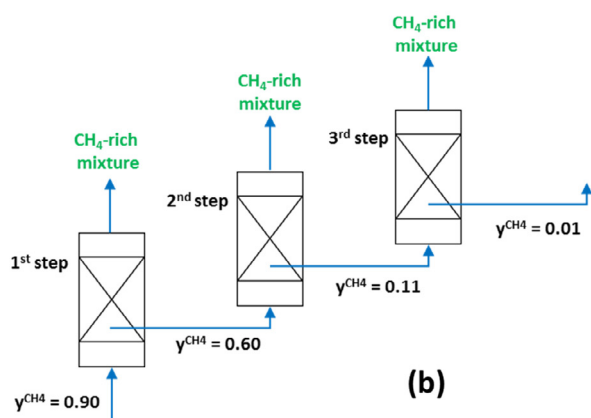 CH₄-rich
mixture
CH₄-rich
mixture
3ʳᵈ step
CH₄-rich
mixture
2ⁿᵈ step
yᶜᴴ⁴ = 0.01
1ˢᵗ step
yᶜᴴ⁴ = 0.11
yᶜᴴ⁴ = 0.60
yᶜᴴ⁴ = 0.90
(b)